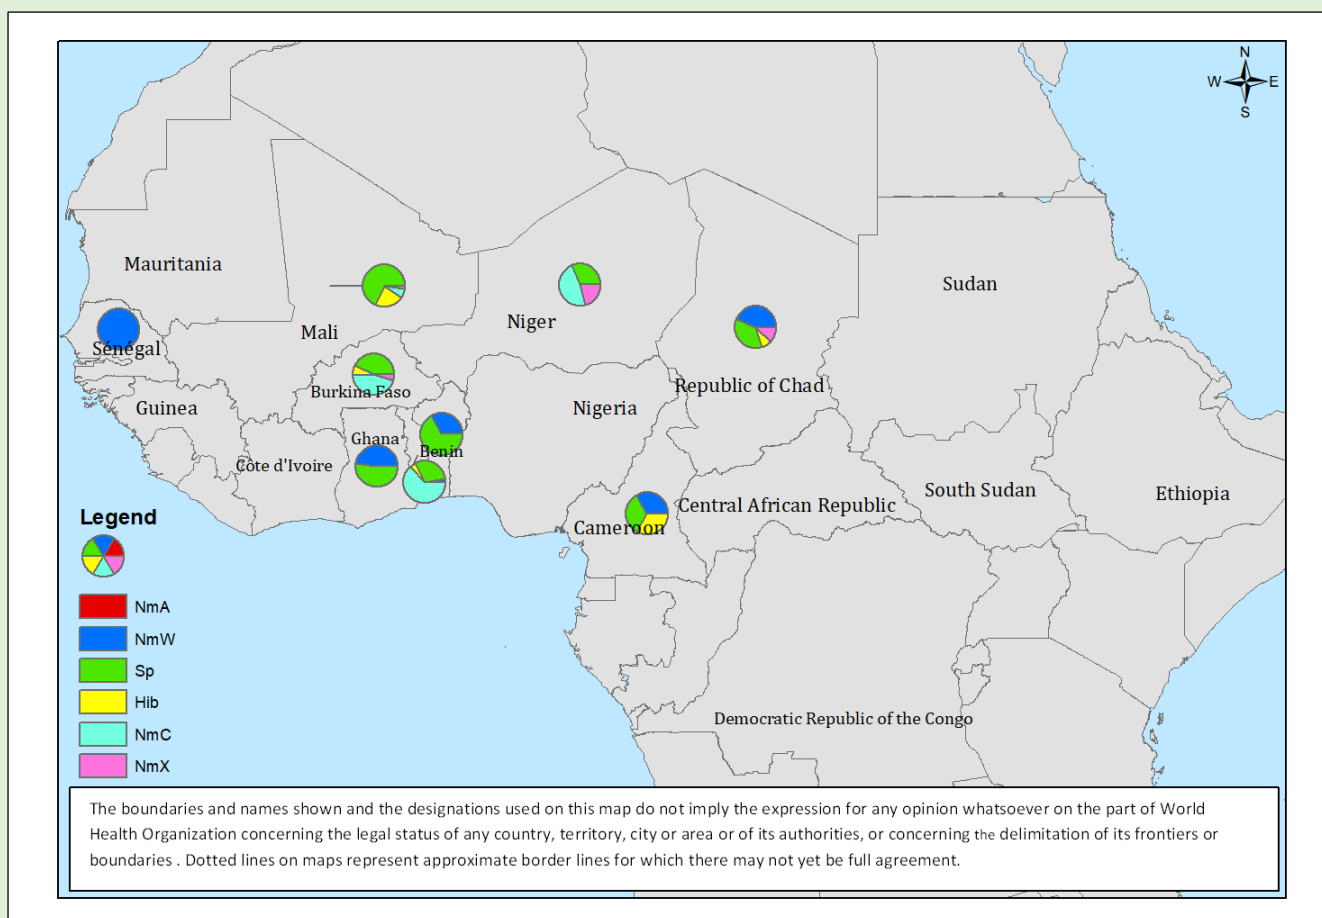 N
W E
S
Mauritania
Sudan
Niger
Mali
Sénégal
Republic of Chad
Burkina Faso
Guinea
Nigeria
Ghana
Benin
Côte d'Ivoire
South Sudan
Ethiopia
Central African Republic
Cameroon
Democratic Republic of the Congo
Legend
NmA
NmW
Sp
Hib
NmC
NmX
The boundaries and names shown and the designations used on this map do not imply the expression for any opinion whatsoever on the part of World
Health Organization concerning the legal status of any country, territory, city or area or of its authorities, or concerning the delimitation of its frontiers or
boundaries . Dotted lines on maps represent approximate border lines for which there may not yet be full agreement.